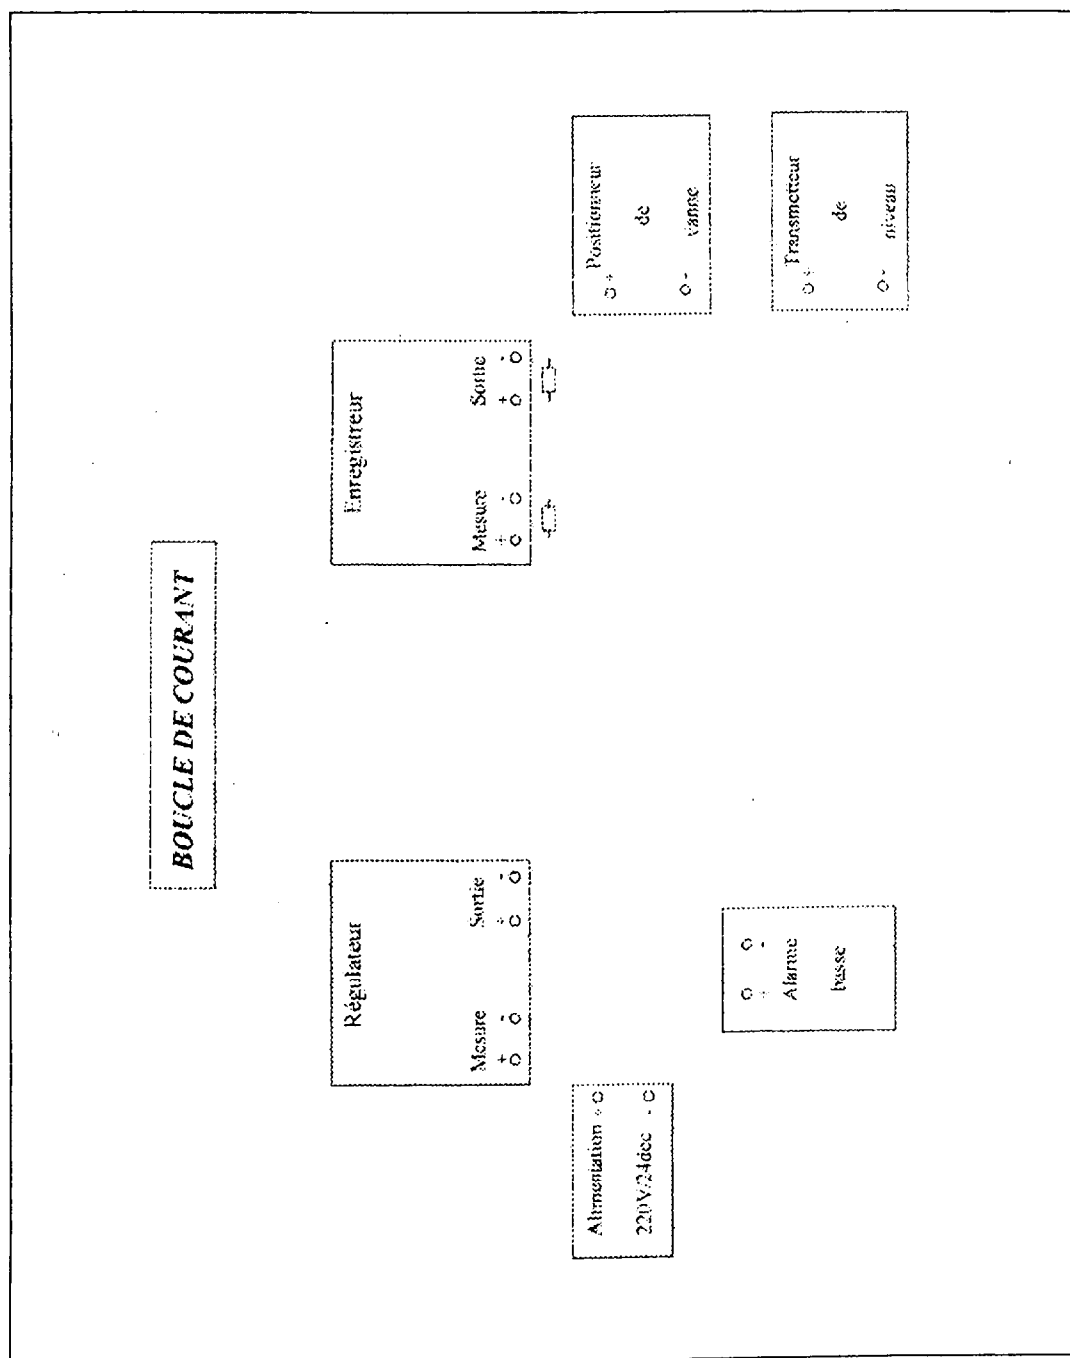 BOUCLE DE COURANT
Régulateur
Mesure
Sortie
+ - + -
Enregistreur
Mesure
Sortie
+ - + -
Alimentation +
220V/24dcc -
+ -
Alarme
basse
Positionneur
+
de
- vanne
Transmetteur
+
de
- niveau